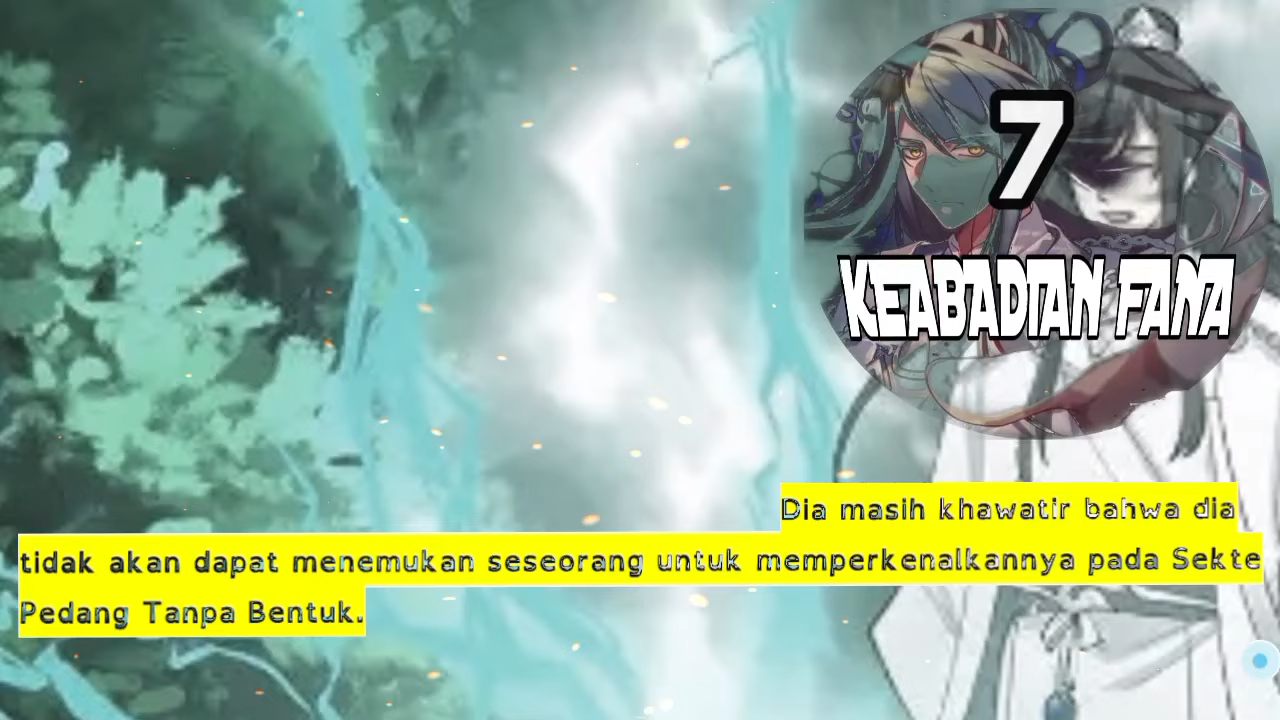 7
KEABADIAN FANA
Dia masih khawatir bahwa dia
tidak akan dapat menemukan seseorang untuk memperkenalkannya pada Sekte
Pedang Tanpa Bentuk.